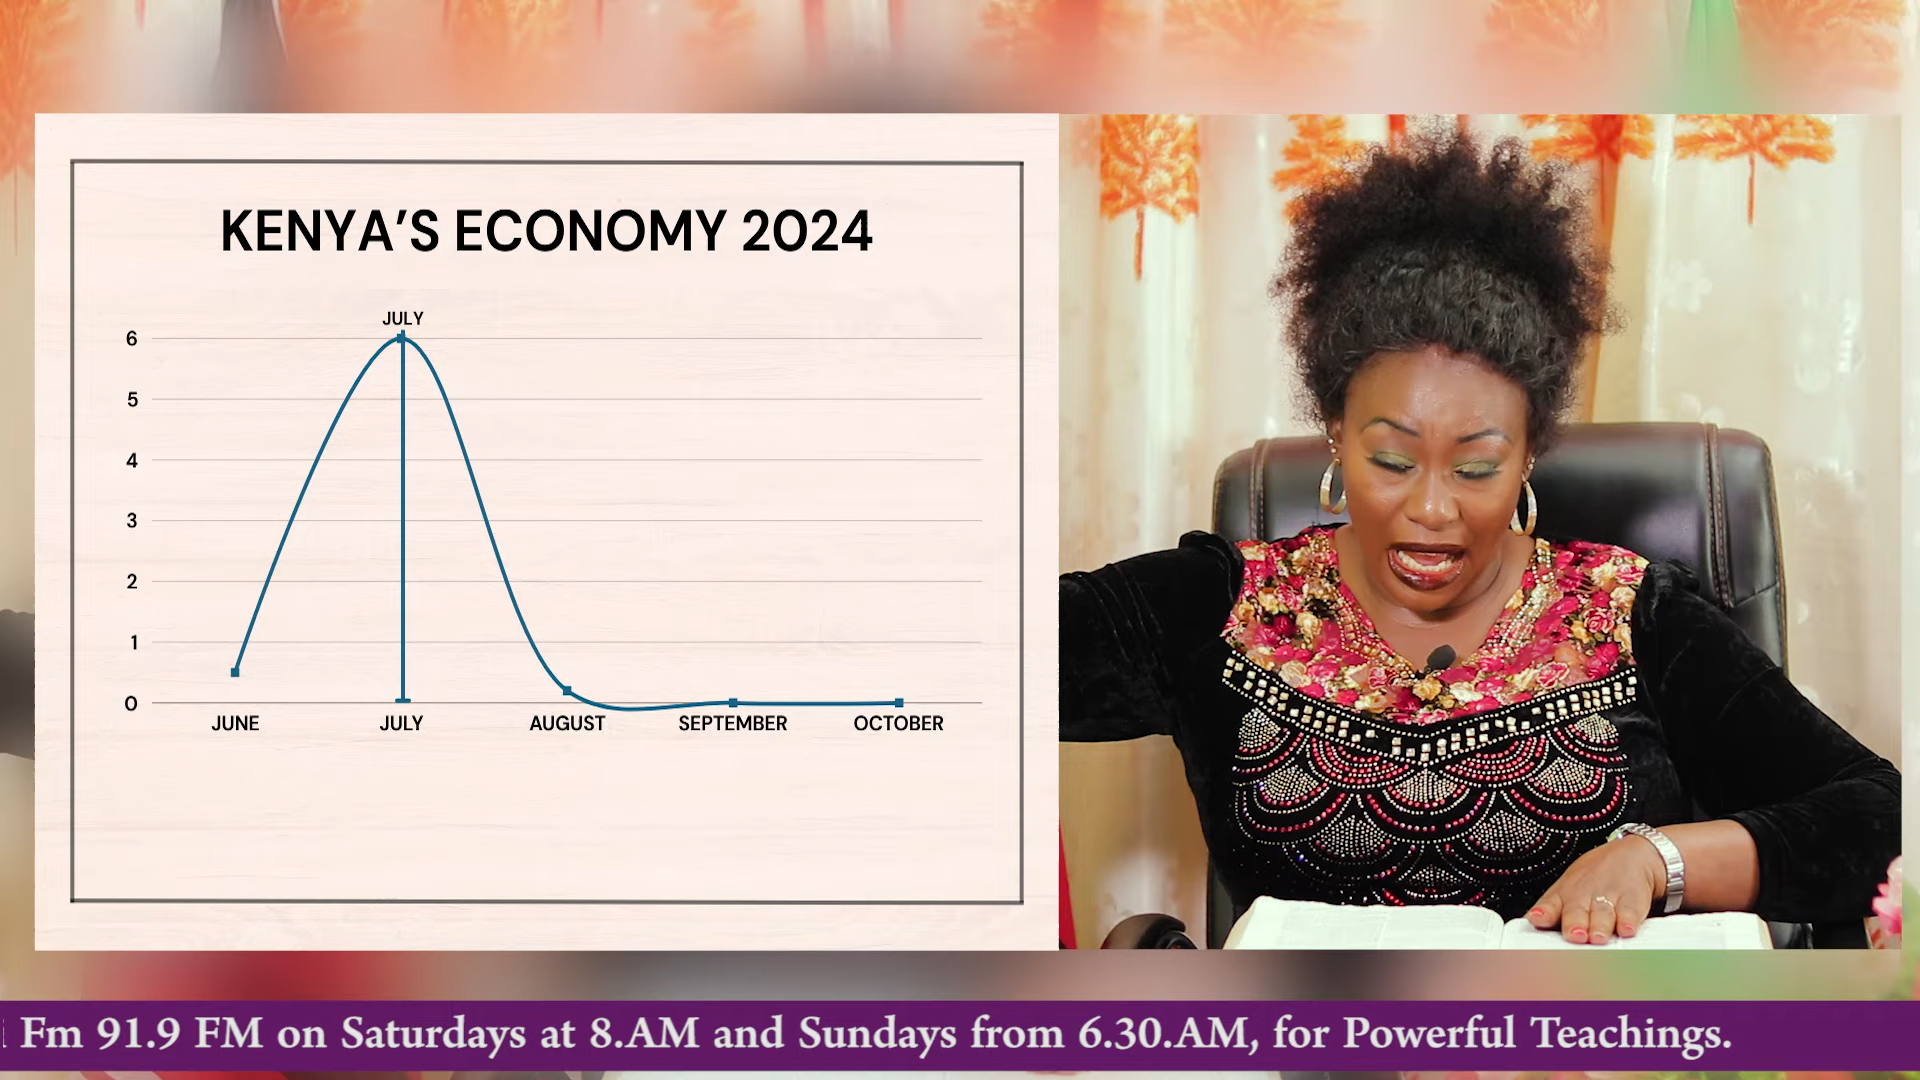 KENYA'S ECONOMY 2024
JULY
6
5
4
3
2
1
0
JUNE JULY AUGUST SEPTEMBER OCTOBER
Fm 91.9 FM on Saturdays at 8.AM and Sundays from 6.30.AM, for Powerful Teachings.